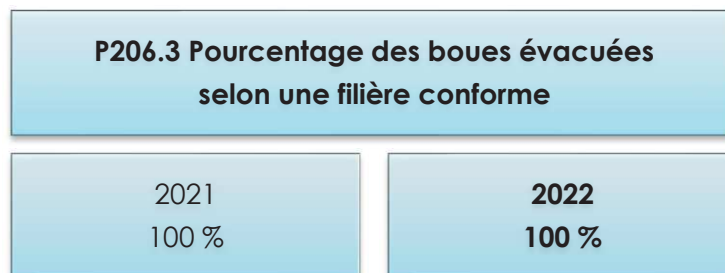 P206.3 Pourcentage des boues évacuées
selon une filière conforme
2021
100 %
2022
100 %